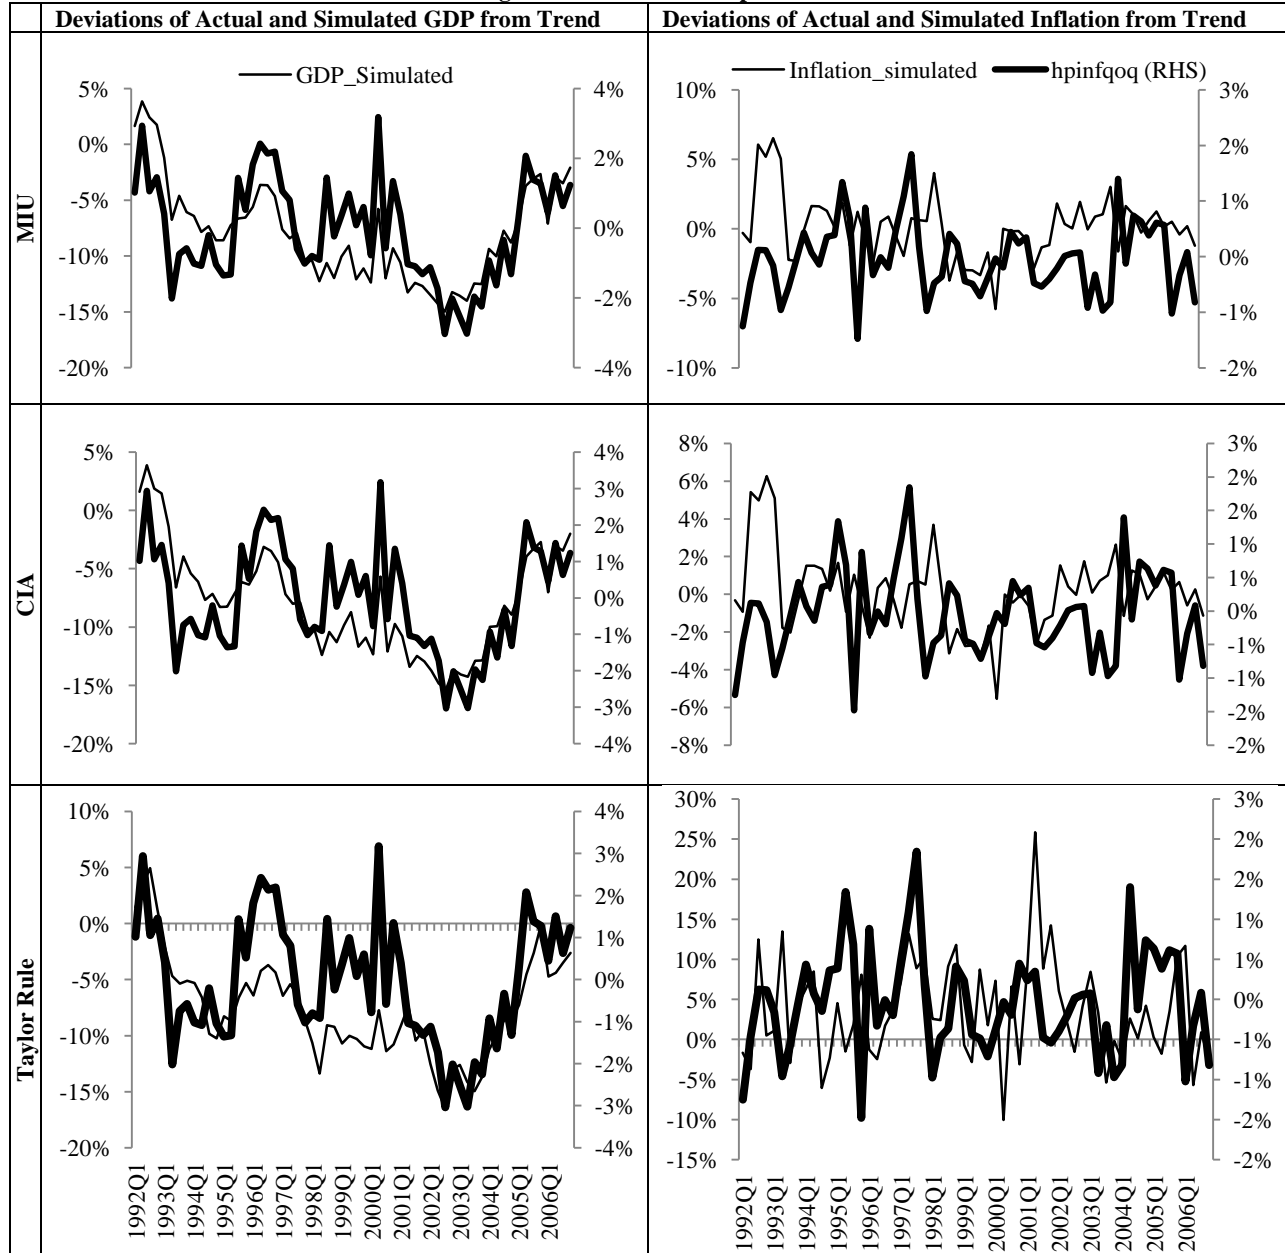 Deviations of Actual and Simulated GDP from Trend
Deviations of Actual and Simulated Inflation from Trend
MIU
GDP_Simulated
5%
0%
-5%
-10%
-15%
-20%
4%
2%
0%
-2%
-4%
Inflation_simulated
hpinfqoq (RHS)
10%
5%
0%
-5%
-10%
3%
2%
1%
0%
-1%
-2%
CIA
5%
0%
-5%
-10%
-15%
-20%
4%
3%
2%
1%
0%
-1%
-2%
-3%
-4%
8%
6%
4%
2%
0%
-2%
-4%
-6%
-8%
3%
2%
2%
1%
1%
0%
-1%
-1%
-2%
-2%
Taylor Rule
10%
5%
0%
-5%
-10%
-15%
-20%
4%
3%
2%
1%
0%
-1%
-2%
-3%
-4%
1992Q1
1993Q1
1994Q1
1995Q1
1996Q1
1997Q1
1998Q1
1999Q1
2000Q1
2001Q1
2002Q1
2003Q1
2004Q1
2005Q1
2006Q1
30%
25%
20%
15%
10%
5%
0%
-5%
-10%
-15%
3%
2%
2%
1%
1%
0%
-1%
-1%
-2%
-2%
1992Q1
1993Q1
1994Q1
1995Q1
1996Q1
1997Q1
1998Q1
1999Q1
2000Q1
2001Q1
2002Q1
2003Q1
2004Q1
2005Q1
2006Q1